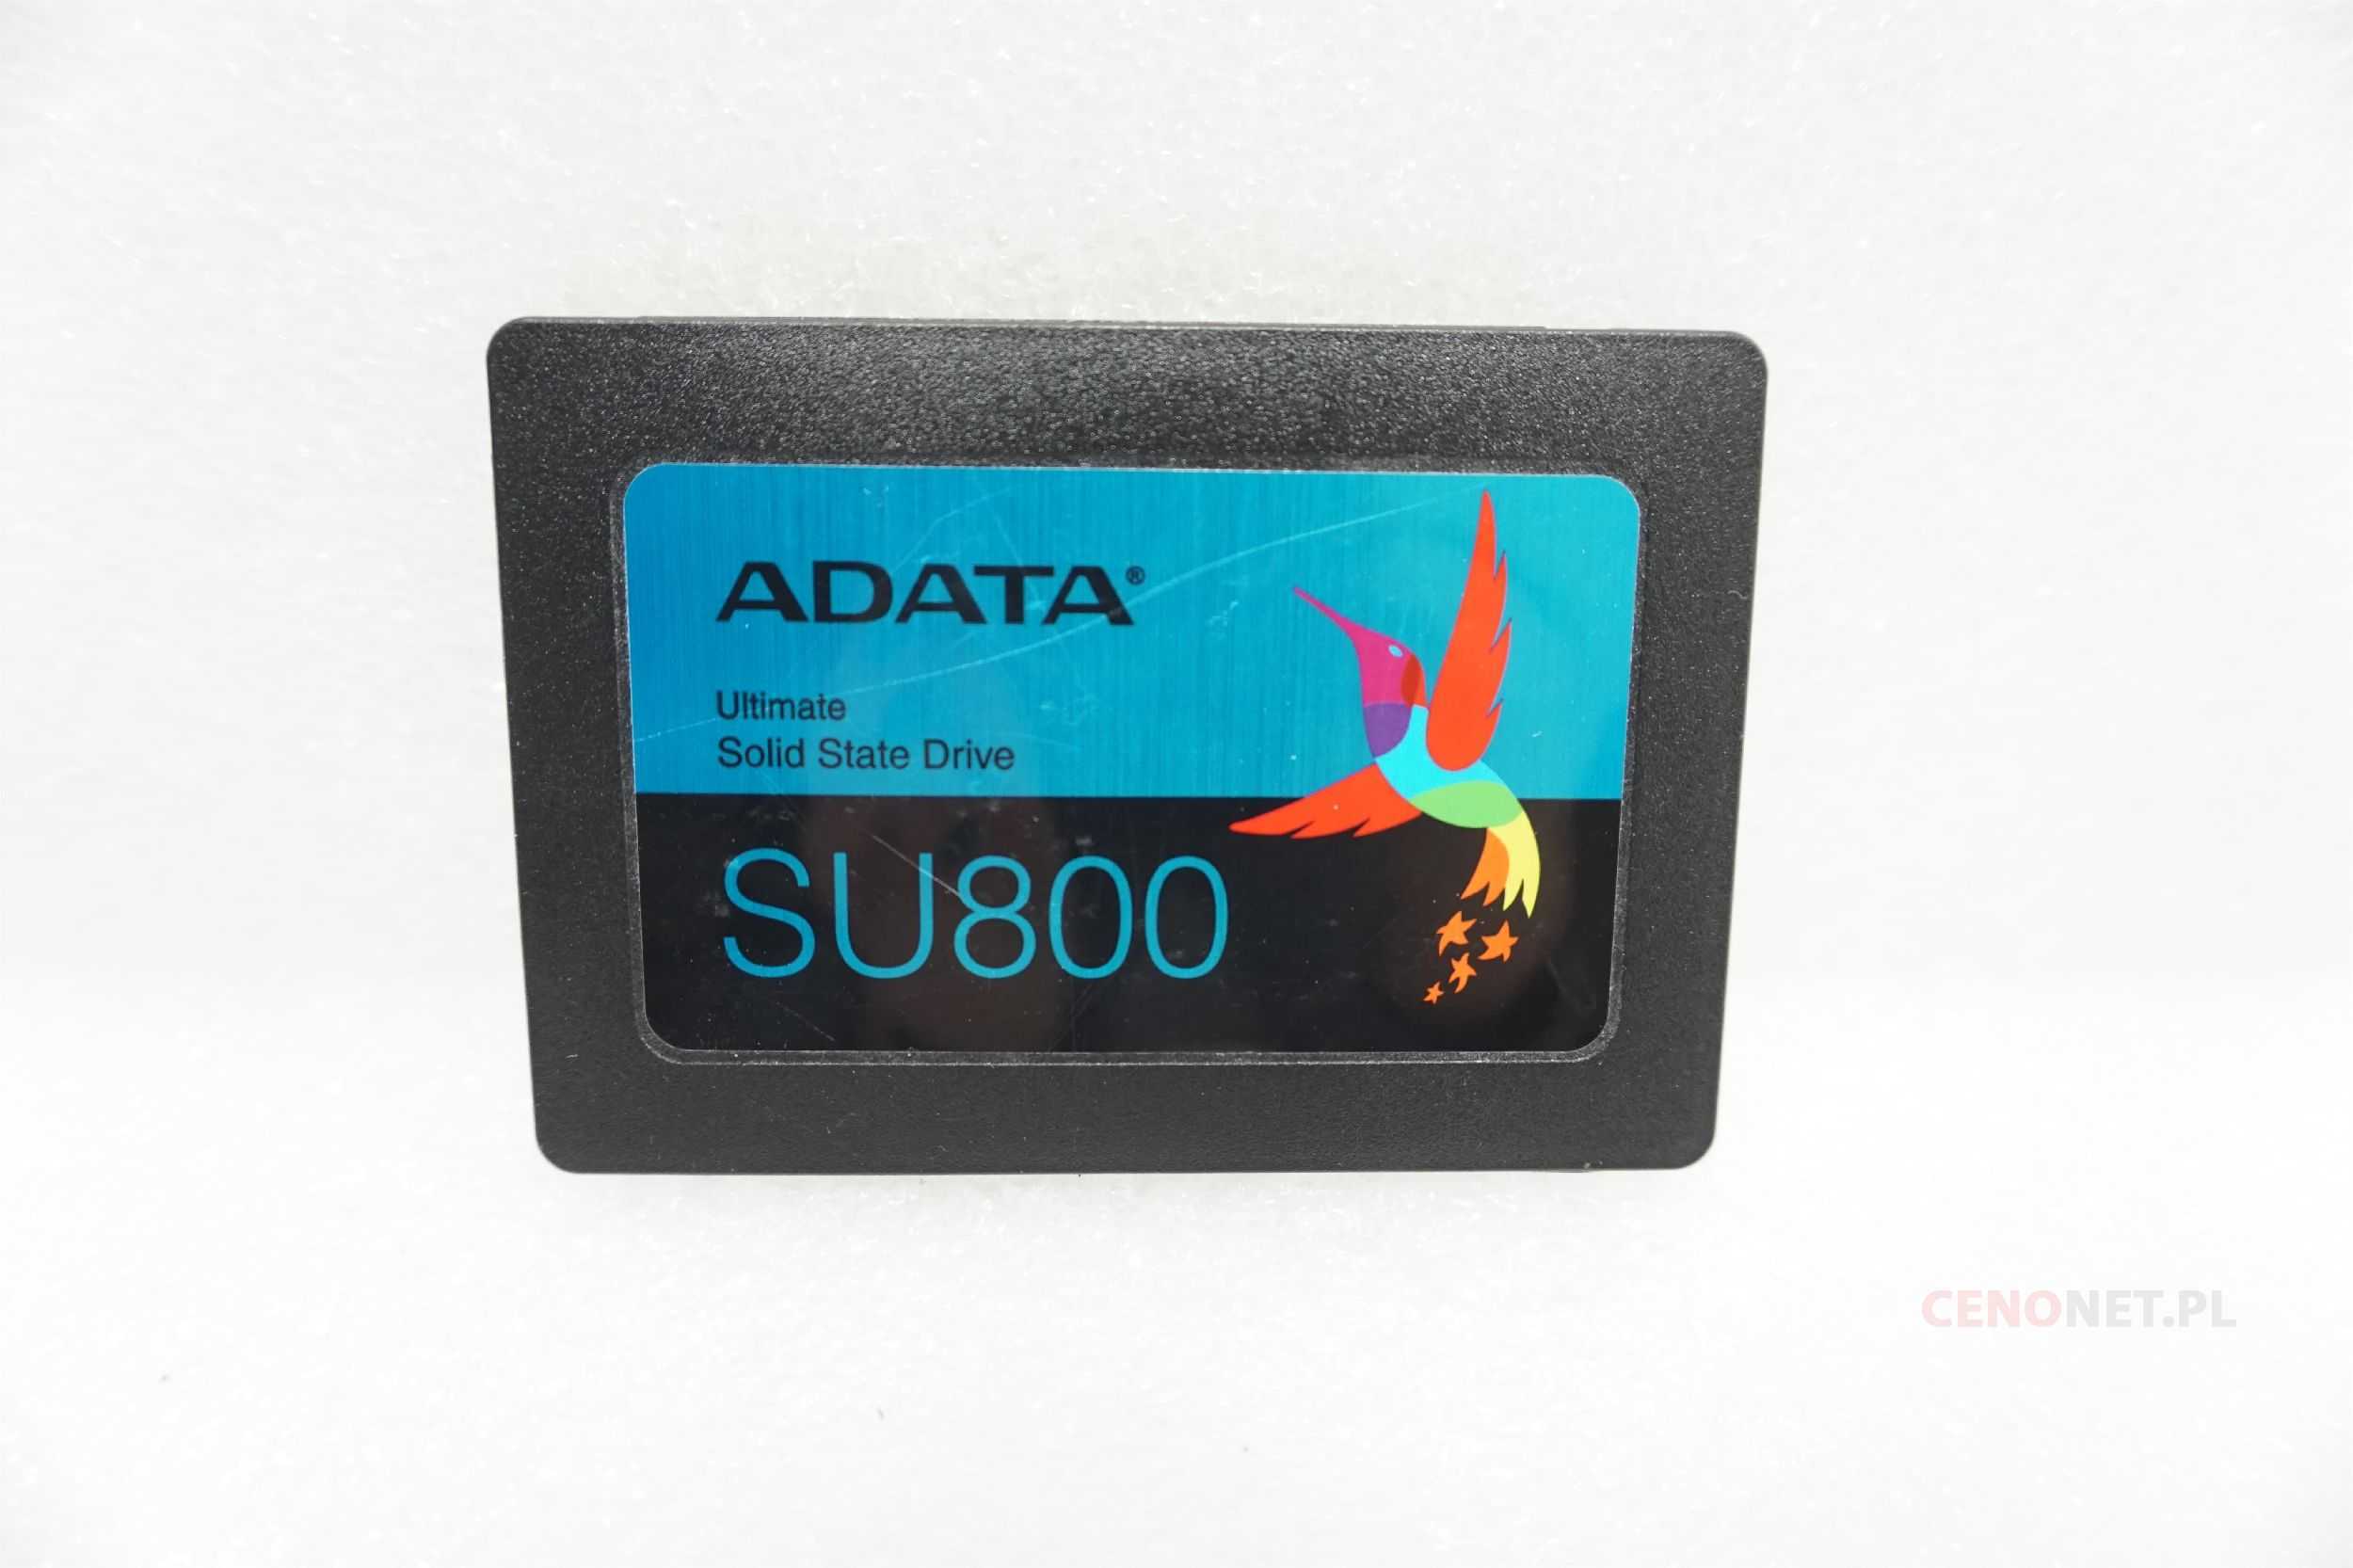 ADATA®
Ultimate
Solid State Drive
SU800
CENONET.PL